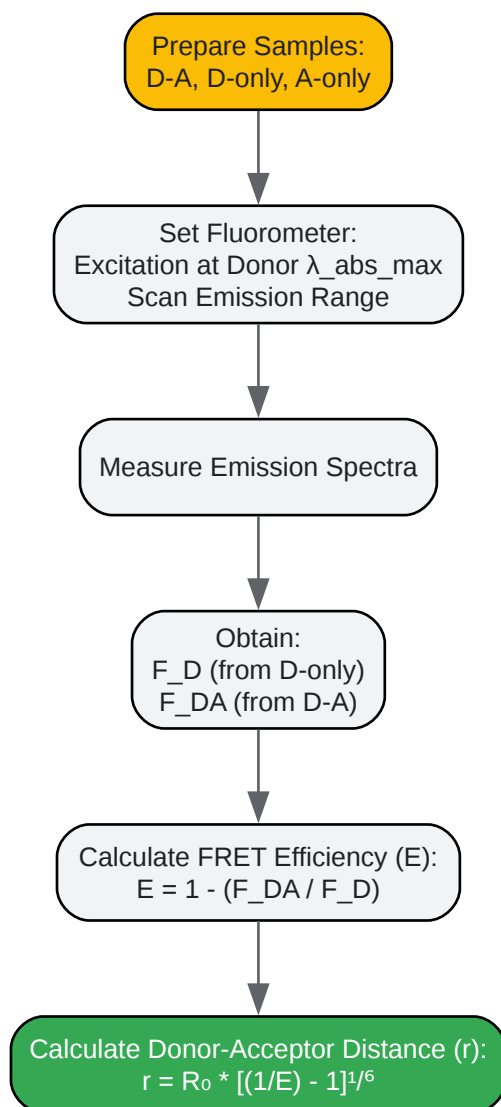 Prepare Samples:
D-A, D-only, A-only
Set Fluorometer:
Excitation at Donor λ_abs_max
Scan Emission Range
Measure Emission Spectra
Obtain:
F_D (from D-only)
F_DA (from D-A)
Calculate FRET Efficiency (E):
E = 1 - (F_DA / F_D)
Calculate Donor-Acceptor Distance (r):
r = R₀ * [(1/E) - 1]¹/⁶